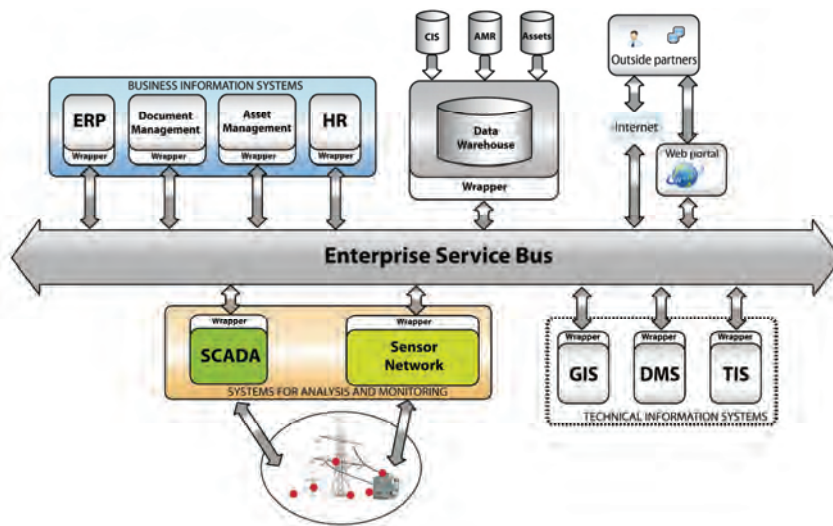 CIS
AMR
Assets
Outside partners
BUSINESS INFORMATION SYSTEMS
ERP
Document
Management
Asset
Management
HR
Wrapper
Wrapper
Wrapper
Wrapper
Data
Warehouse
Wrapper
Internet
Web portal
Enterprise Service Bus
Wrapper
SCADA
Wrapper
Sensor
Network
SYSTEMS FOR ANALYSIS AND MONITORING
Wrapper
GIS
Wrapper
DMS
Wrapper
TIS
TECHNICAL INFORMATION SYSTEMS